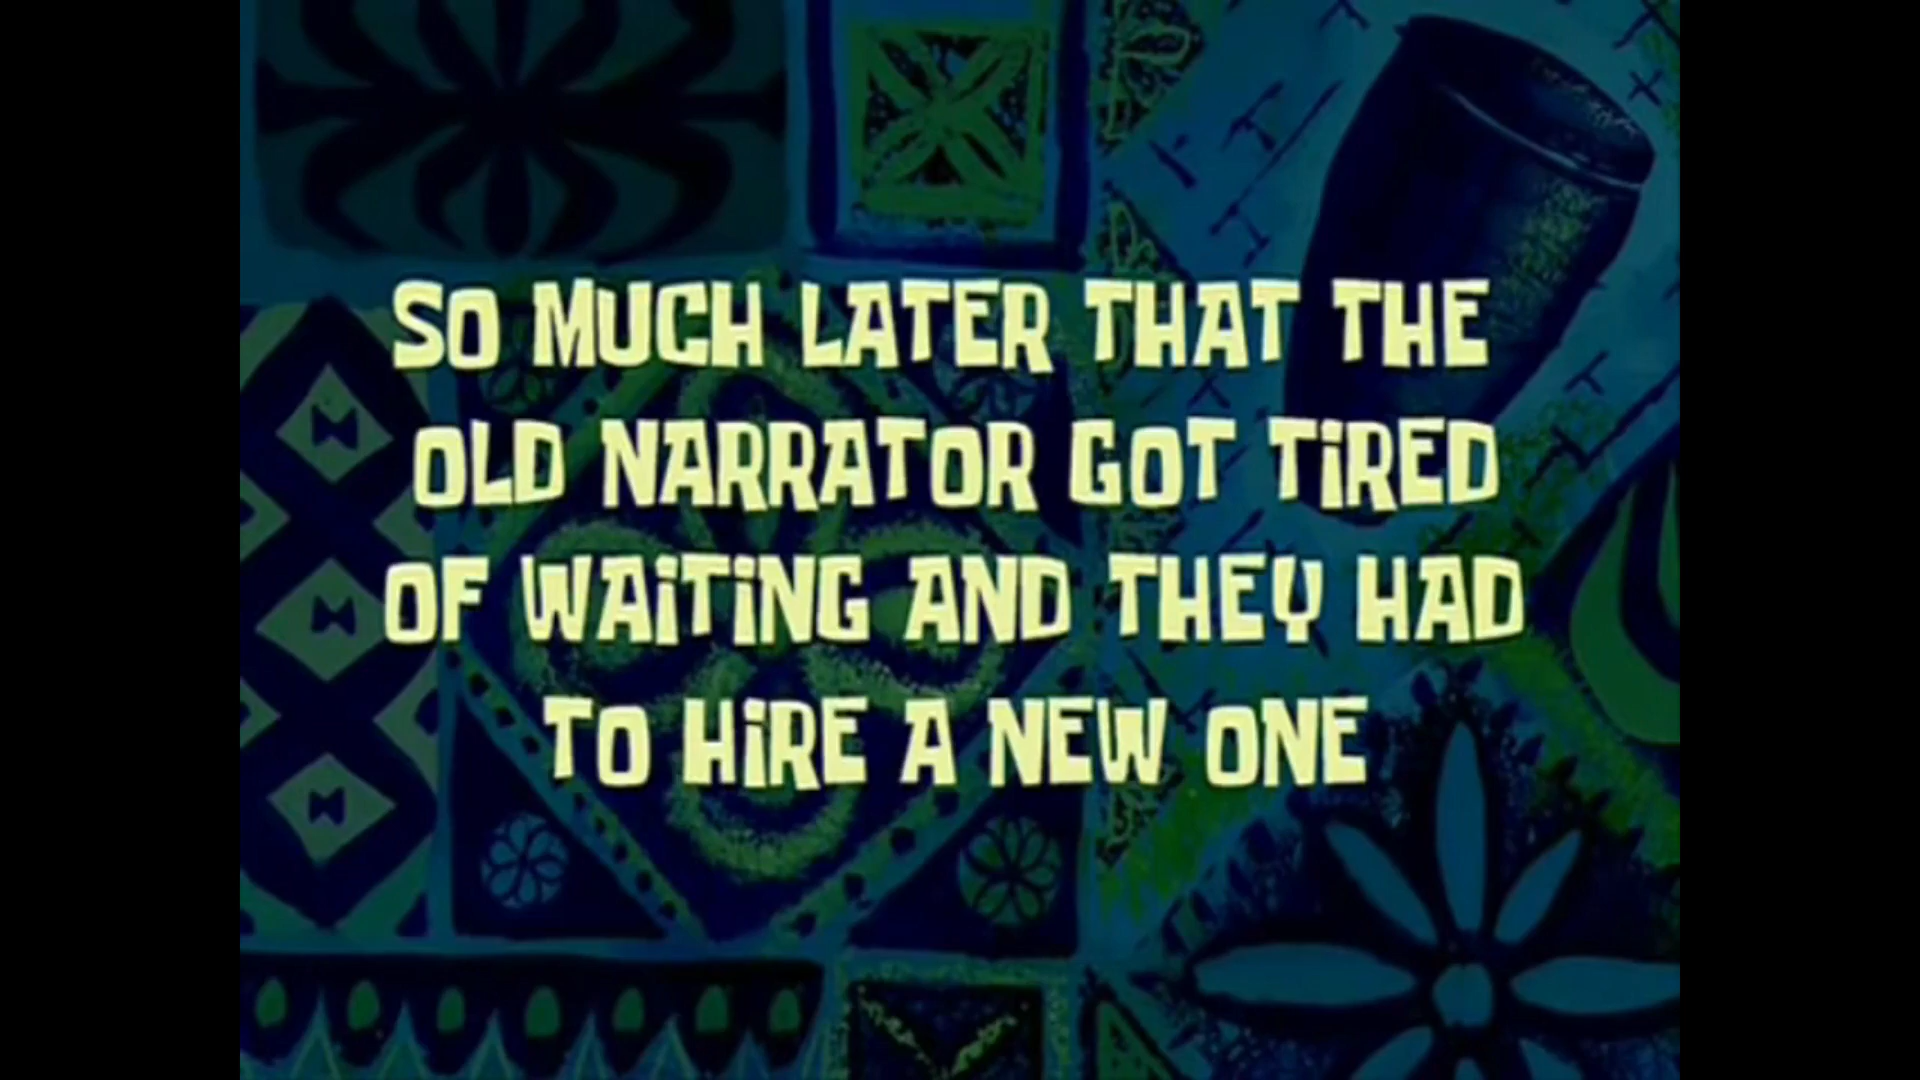 SO MUCH LATER THAT THE
OLD NARRATOR GOT TiRED
OF WAiTiNG AND THEY HAD
TO HiRE A NEW ONE